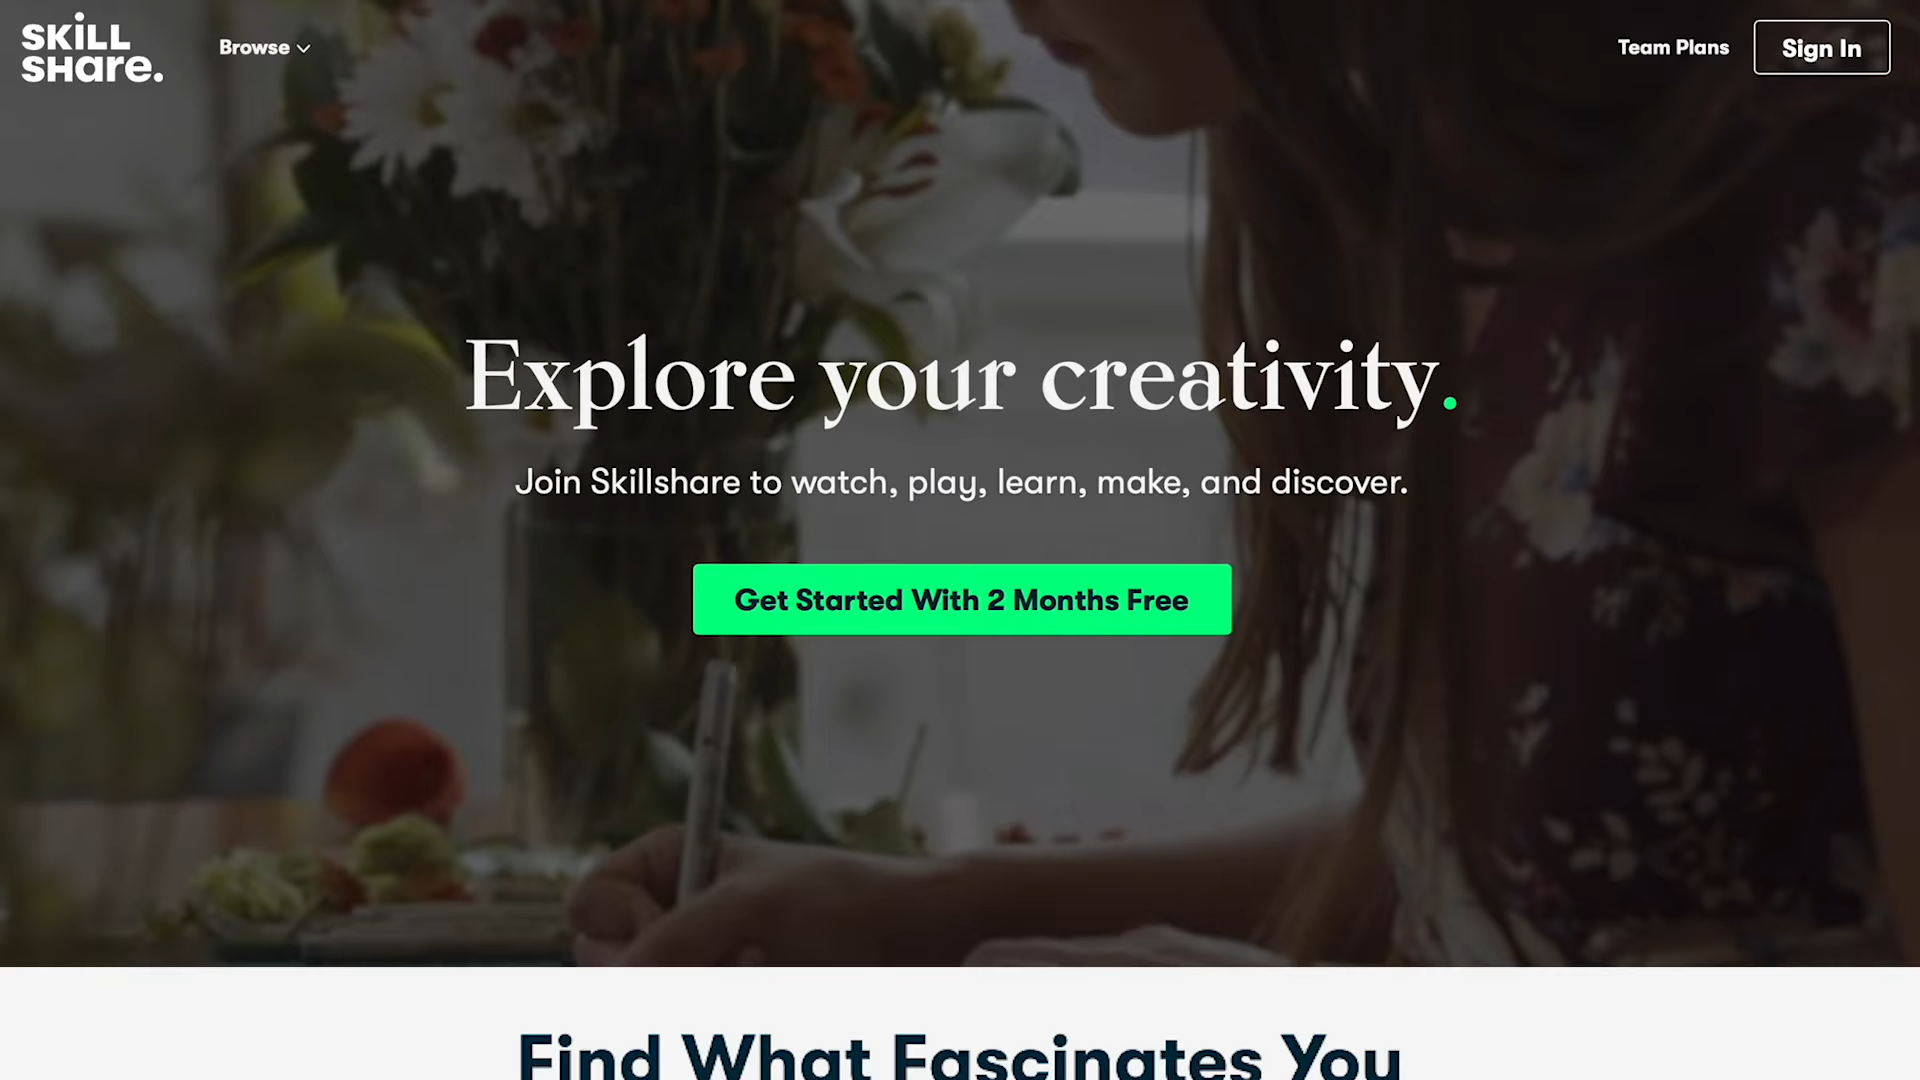 SKILL
SHare.
Browse
Team Plans
Sign In
Explore your creativity.
Join Skillshare to watch, play, learn, make, and discover.
Get Started With 2 Months Free
Find What Fascinates You